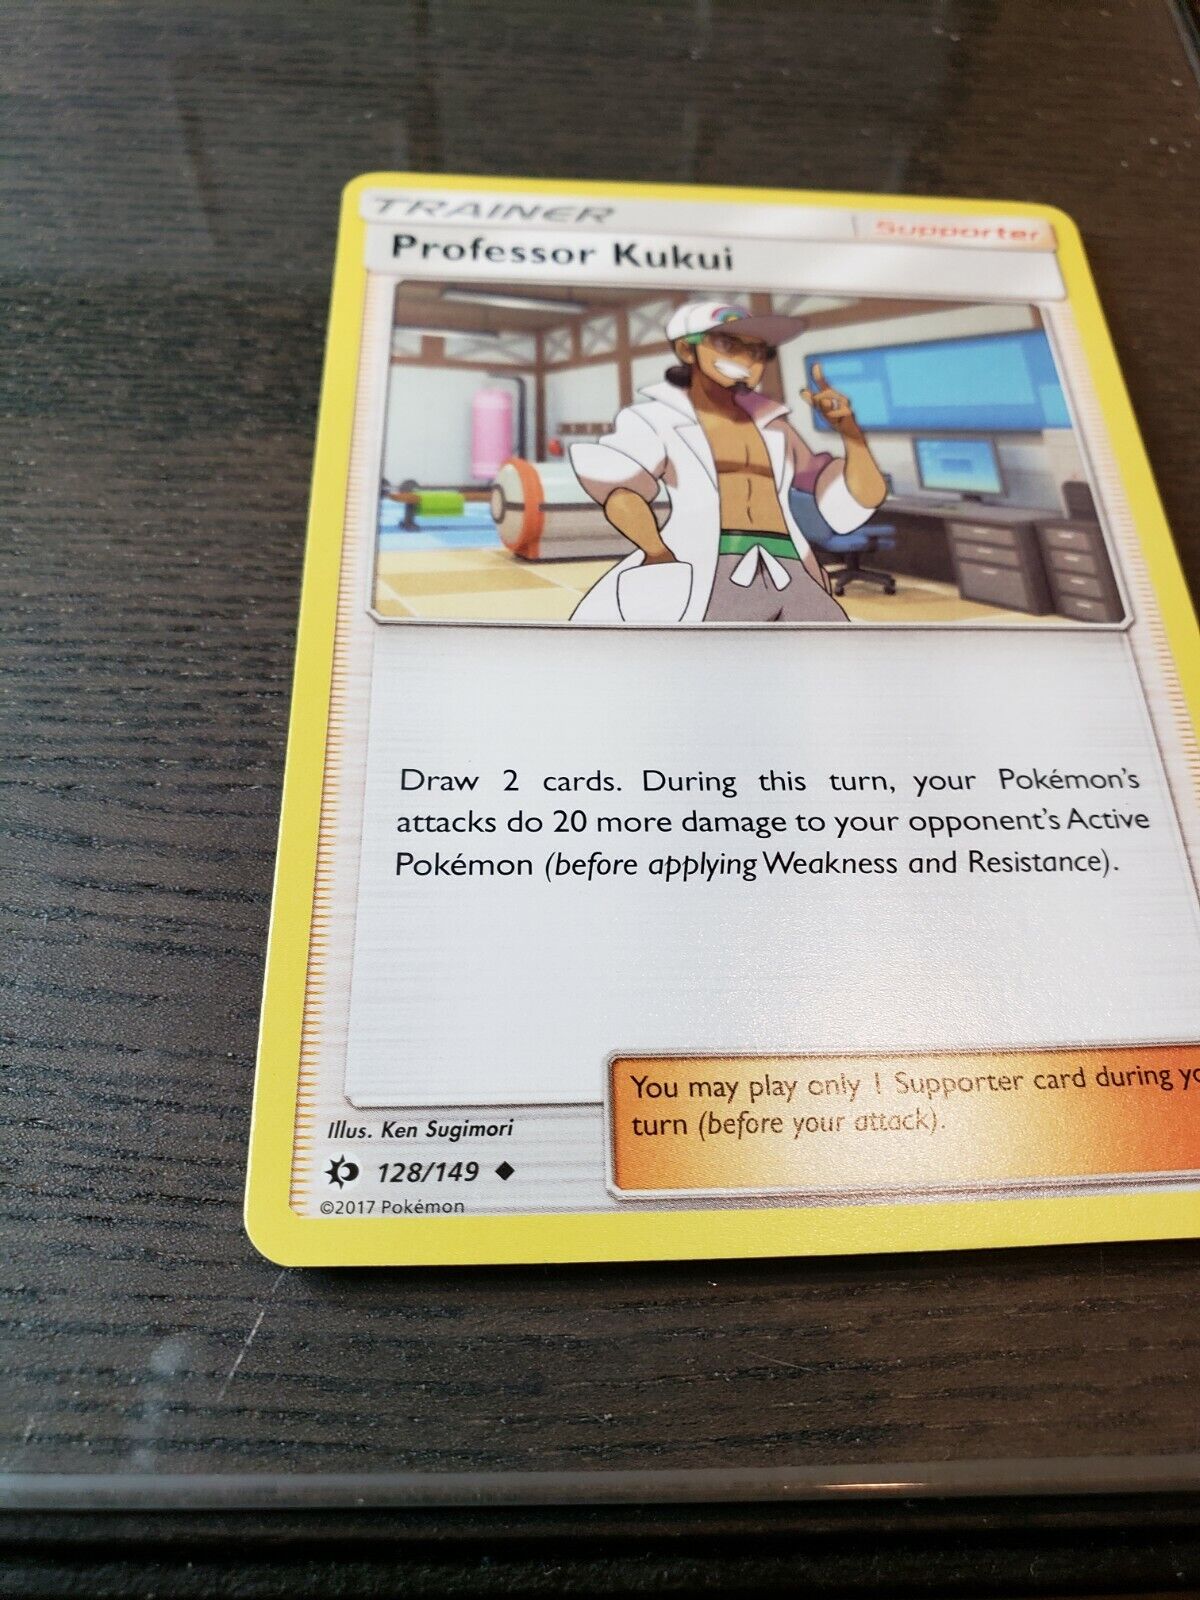 TRAINER
Supporter
Professor Kukui
Draw 2 cards. During this turn, your Pokémon's
attacks do 20 more damage to your opponent's Active
Pokémon (before applying Weakness and Resistance).
You may play only 1 Supporter card during yo
turn (before your attack).
Illus. Ken Sugimori
128/149
©2017 Pokémon